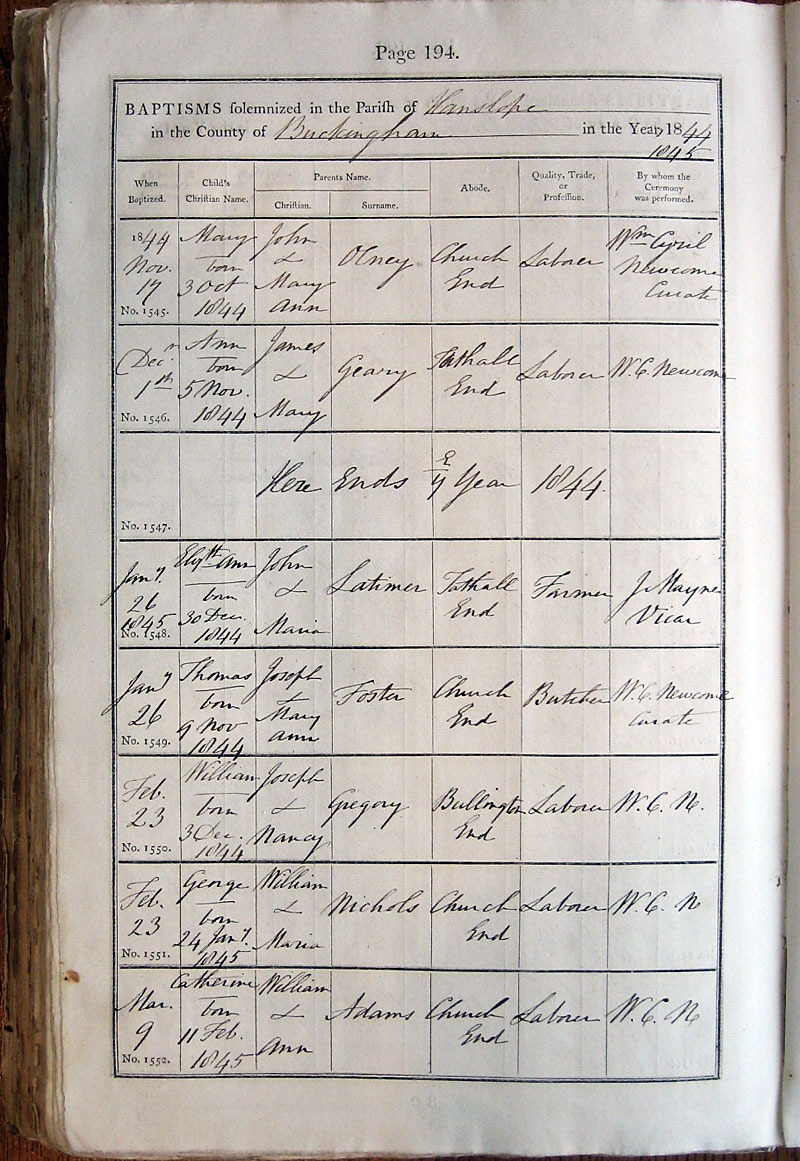 Page 194.
BAPTISMS solemnized in the Parish of Hanslope
in the County of Buckingham in the Year 1844
1845
When Baptized.
Child's Christian Name.
Parents Name.
Christian.
Surname.
Abode.
Quality, Trade, or Profession.
By whom the Ceremony was performed.
1844
Nov.
17
No. 1545.
Mary
born
3 Oct
1844
John
&
Mary
Ann
Olney
Church
End
Laborer
Wm
Newcome
Curate
Decr
1th
No. 1546.
Ann
born
5 Nov.
1844
James
&
Mary
Geary
Tathall
End
Laborer
W. C. Newcome
No. 1547.
Here Ends ye Year 1844.
Jany
26
1845
No. 1548.
Elizth Ann
born
30 Dec.
1844
John
&
Maria
Latimer
Tathall
End
Farmer
J Mayne
Vicar
Jany
26
No. 1549.
Thomas
born
9 Nov
1844
Joseph
&
Mary
Ann
Foster
Church
End
Butcher
W. C. Newcome
Curate
Feb.
23
No. 1550.
William
born
3 Dec.
1844
Joseph
&
Nancy
Gregory
Bullington
End
Laborer
W. C. N.
Feb.
23
No. 1551.
George
born
24 Jany.
1845
William
&
Maria
Nichols
Church
End
Laborer
W. C. N
Mar.
9
No. 1552.
Catherine
born
11 Feb.
1845
William
&
Ann
Adams
Church
End
Laborer
W. C. N